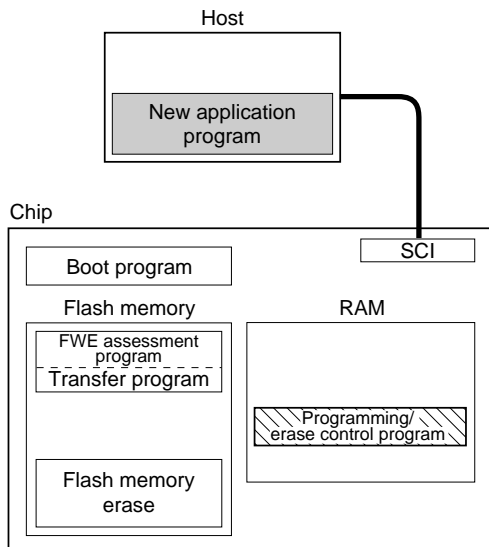 Host
New application
program
Chip
SCI
Boot program
Flash memory
RAM
FWE assessment
program
Transfer program
Programming/
erase control program
Flash memory
erase